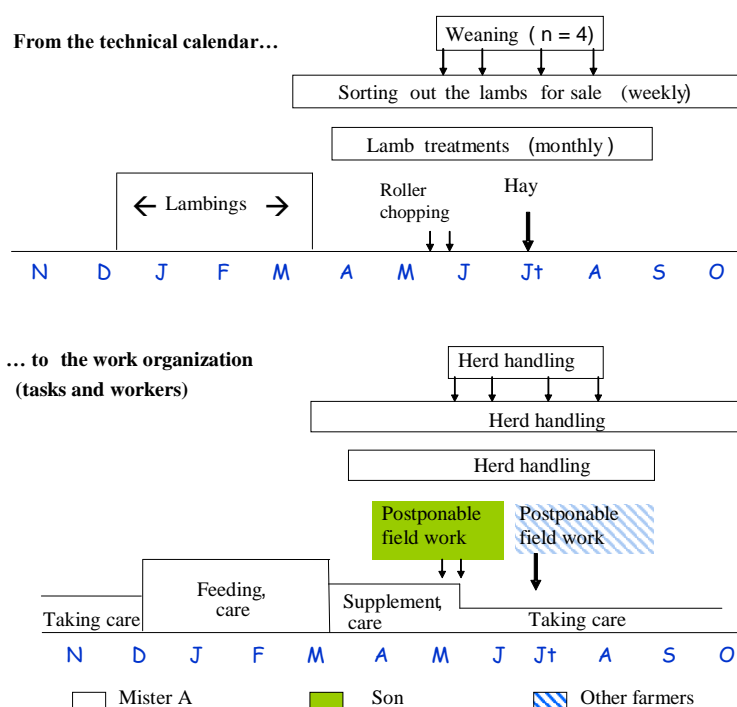 From the technical calendar…
Weaning ( n = 4)
Sorting out the lambs for sale (weekly)
Lamb treatments (monthly)
← Lambings →
Roller
chopping
Hay
N D J F M A M J Jt A S O
… to the work organization
(tasks and workers)
Herd handling
Herd handling
Herd handling
Postponable
field work
Postponable
field work
Taking care
Feeding,
care
Supplement,
care
Taking care
N D J F M A M J Jt A S O
Mister A
Son
Other farmers